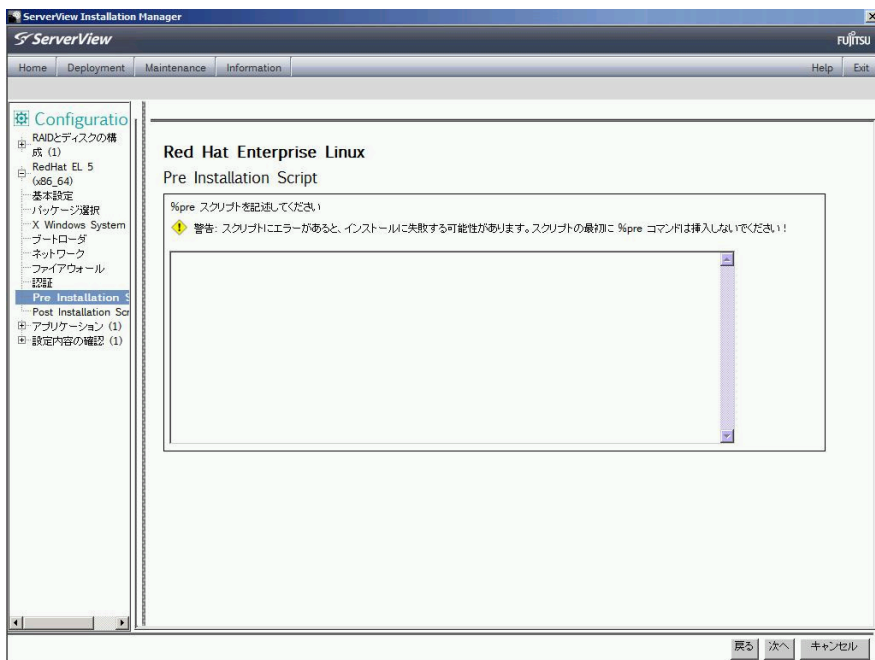 ServerView Installation Manager
ServerView
FUJITSU
Home Deployment Maintenance Information Help Exit
Configuratio
RAIDとディスクの構
成 (1)
RedHat EL 5
(x86_64)
基本設定
パッケージ選択
X Windows System
ブートローダ
ネットワーク
ファイアウォール
認証
Pre Installation S
Post Installation Scr
アプリケーション (1)
設定内容の確認 (1)
Red Hat Enterprise Linux
Pre Installation Script
%pre スクリプトを記述してください
警告: スクリプトにエラーがあると、インストールに失敗する可能性があります。スクリプトの最初に %pre コマンドは挿入しないでください!
戻る 次へ キャンセル